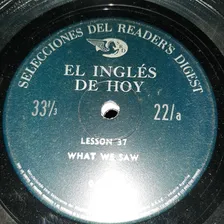 SELECCIONES DEL READER'S DIGEST
EL INGLÉS
DE HOY
33⅓ 22/a
LESSON 37
WHAT WE SAW